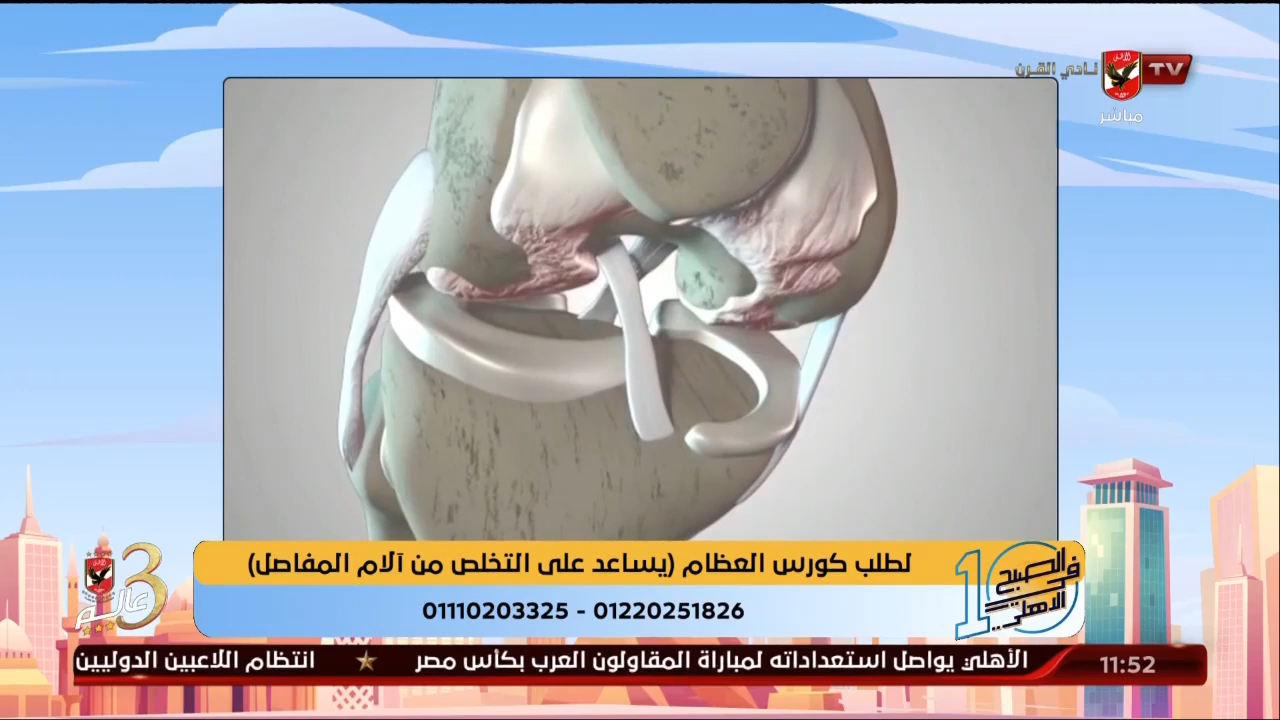 نادي القرن
TV
مباشر
لطلب كورس العظام (يساعد على التخلص من آلام المفاصل)
01110203325 - 01220251826
10 الصبح في الأهلي
3 عالم
الأهلي يواصل استعداداته لمباراة المقاولون العرب بكأس مصر ★ انتظام اللاعبين الدوليين
11:52